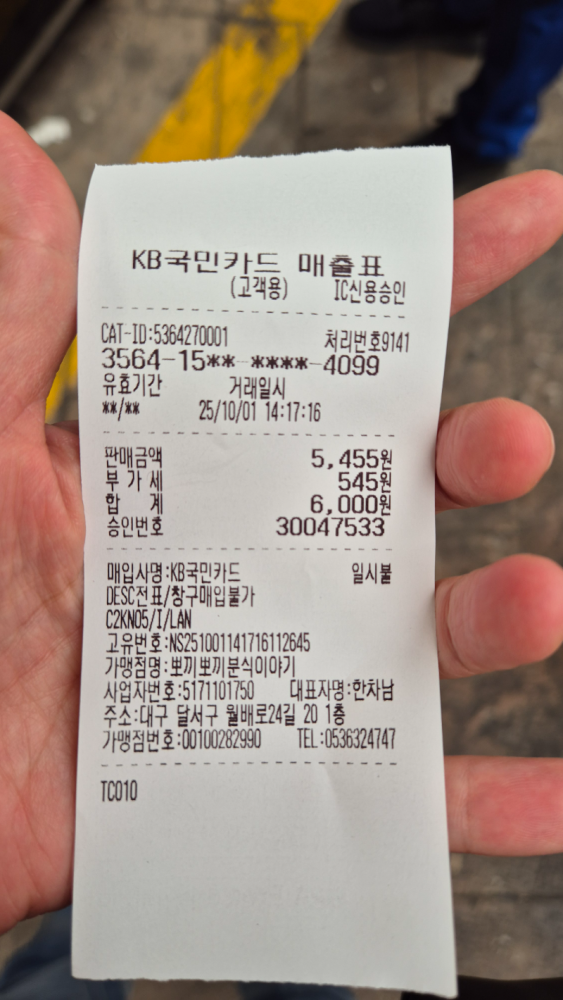 KB국민카드 매출표
(고객용) IC신용승인
CAT-ID:5364270001 처리번호9141
3564-15**-****-4099
유효기간 거래일시
**/** 25/10/01 14:17:16
판매금액 5,455원
부 가 세 545원
합 계 6,000원
승인번호 30047533
매입사명:KB국민카드 일시불
DESC전표/창구매입불가
C2KN05/I/LAN
고유번호:NS251001141716112645
가맹점명:뽀끼뽀끼분식이야기
사업자번호:5171101750 대표자명:한차남
주소:대구 달서구 월배로24길 20 1층
가맹점번호:00100282990 TEL:0536324747
TC010